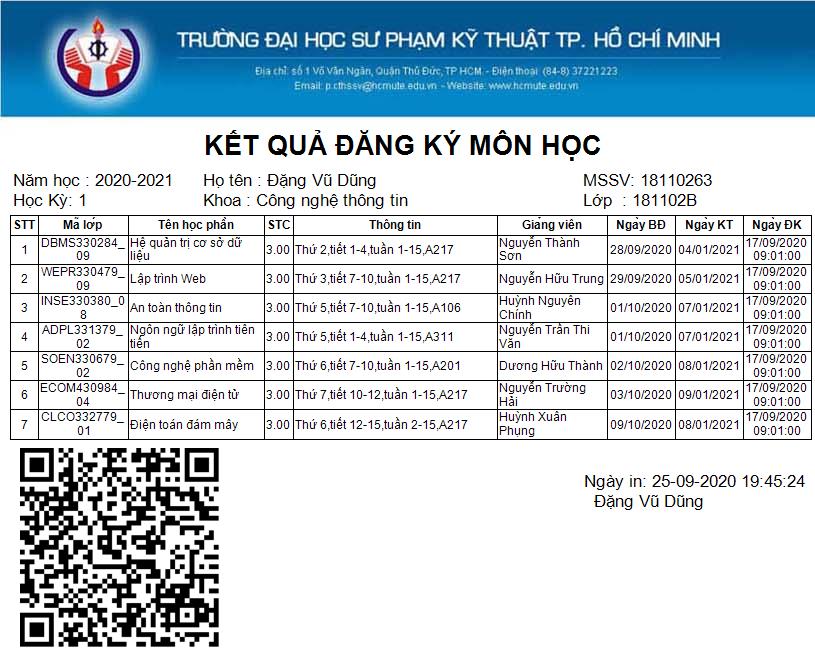 TRƯỜNG ĐẠI HỌC SƯ PHẠM KỸ THUẬT TP. HỒ CHÍ MINH
Địa chỉ: số 1 Võ Văn Ngân, Quận Thủ Đức, TP HCM. - Điện thoại: (84-8) 37221223
Email: p.cthssv@hcmute.edu.vn - Website: www.hcmute.edu.vn
KẾT QUẢ ĐĂNG KÝ MÔN HỌC
Năm học : 2020-2021 Họ tên : Đặng Vũ Dũng MSSV: 18110263
Học Kỳ: 1 Khoa : Công nghệ thông tin Lớp : 181102B
STT Mã lớp Tên học phần STC Thông tin Giảng viên Ngày BĐ Ngày KT Ngày ĐK
DBMS330284_ Hệ quản trị cơ sở dữ Nguyễn Thành 17/09/2020
1 3.00 Thứ 2,tiết 1-4,tuần 1-15,A217 28/09/2020 04/01/2021
09 liệu Sơn 09:01:00
WEPR330479_ 17/09/2020
2 Lập trình Web 3.00 Thứ 3,tiết 7-10,tuần 1-15,A217 Nguyễn Hữu Trung 29/09/2020 05/01/2021
09 09:01:00
INSE330380_0 Huỳnh Nguyên 17/09/2020
3 An toàn thông tin 3.00 Thứ 5,tiết 7-10,tuần 1-15,A106 01/10/2020 07/01/2021
8 Chính 09:01:00
ADPL331379_ Ngôn ngữ lập trình tiên Nguyễn Trần Thi 17/09/2020
4 3.00 Thứ 5,tiết 1-4,tuần 1-15,A311 01/10/2020 07/01/2021
02 tiến Văn 09:01:00
SOEN330679_ 17/09/2020
5 Công nghệ phần mềm 3.00 Thứ 6,tiết 7-10,tuần 1-15,A201 Dương Hữu Thành 02/10/2020 08/01/2021
02 09:01:00
ECOM430984_ Nguyễn Trường 17/09/2020
6 Thương mại điện tử 3.00 Thứ 7,tiết 10-12,tuần 1-15,A217 03/10/2020 09/01/2021
04 Hải 09:01:00
CLCO332779_ Huỳnh Xuân 17/09/2020
7 Điện toán đám mây 3.00 Thứ 6,tiết 12-15,tuần 2-15,A217 09/10/2020 08/01/2021
01 Phụng 09:01:00
Ngày in: 25-09-2020 19:45:24
Đặng Vũ Dũng